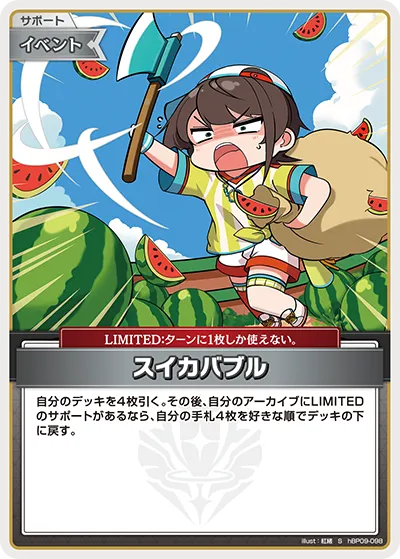 サポート
イベント
LIMITED:ターンに1枚しか使えない。
スイカバブル
自分のデッキを4枚引く。その後、自分のアーカイブにLIMITED
のサポートがあるなら、自分の手札4枚を好きな順でデッキの下
に戻す。
illust:紅緒 S hBP09-098